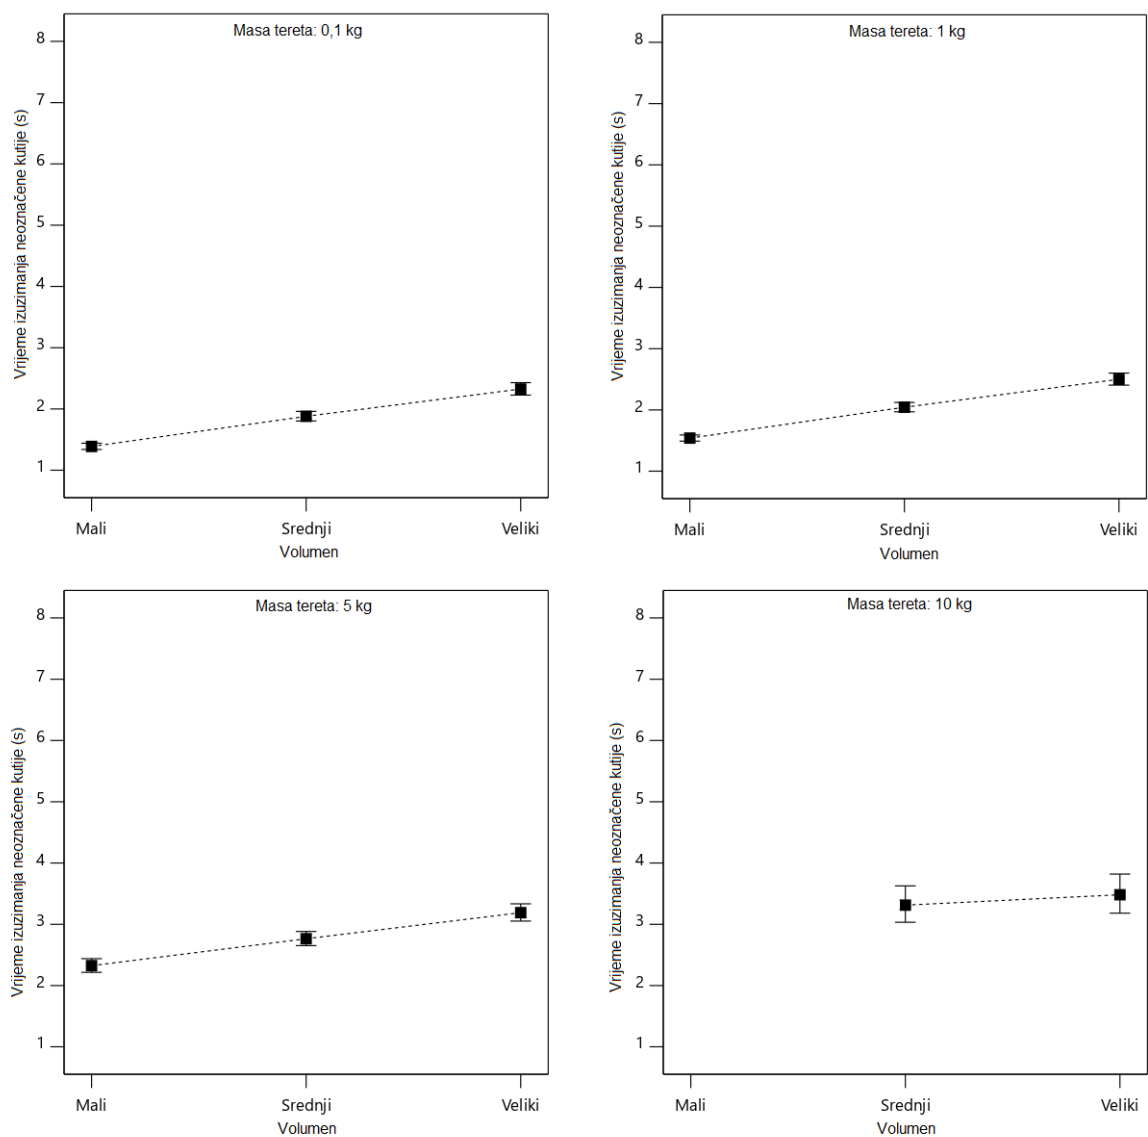 Masa tereta: 0,1 kg
Vrijeme izuzimanja neoznačene kutije (s)
8
7
6
5
4
3
2
1
Mali Srednji Veliki
Volumen
Masa tereta: 1 kg
Vrijeme izuzimanja neoznačene kutije (s)
8
7
6
5
4
3
2
1
Mali Srednji Veliki
Volumen
Masa tereta: 5 kg
Vrijeme izuzimanja neoznačene kutije (s)
8
7
6
5
4
3
2
1
Mali Srednji Veliki
Volumen
Masa tereta: 10 kg
Vrijeme izuzimanja neoznačene kutije (s)
8
7
6
5
4
3
2
1
Mali Srednji Veliki
Volumen